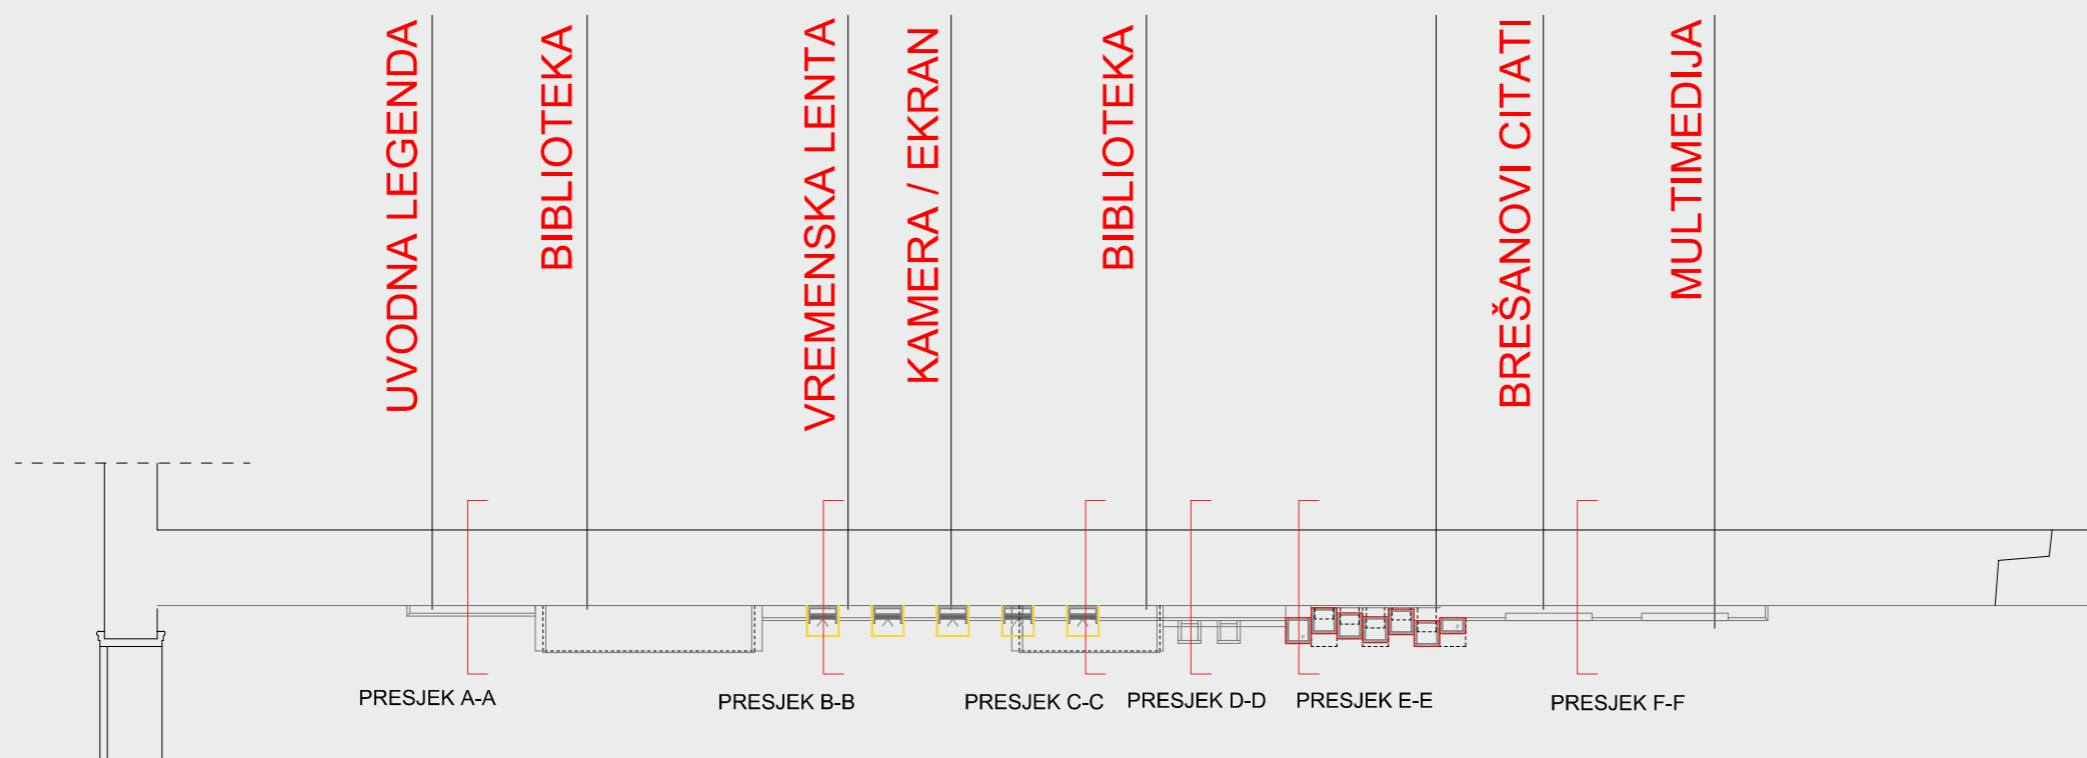 UVODNA LEGENDA
BIBLIOTEKA
VREMENSKA LENTA
KAMERA / EKRAN
BIBLIOTEKA
BREŠANOVI CITATI
MULTIMEDIJA
PRESJEK A-A
PRESJEK B-B
PRESJEK C-C
PRESJEK D-D
PRESJEK E-E
PRESJEK F-F